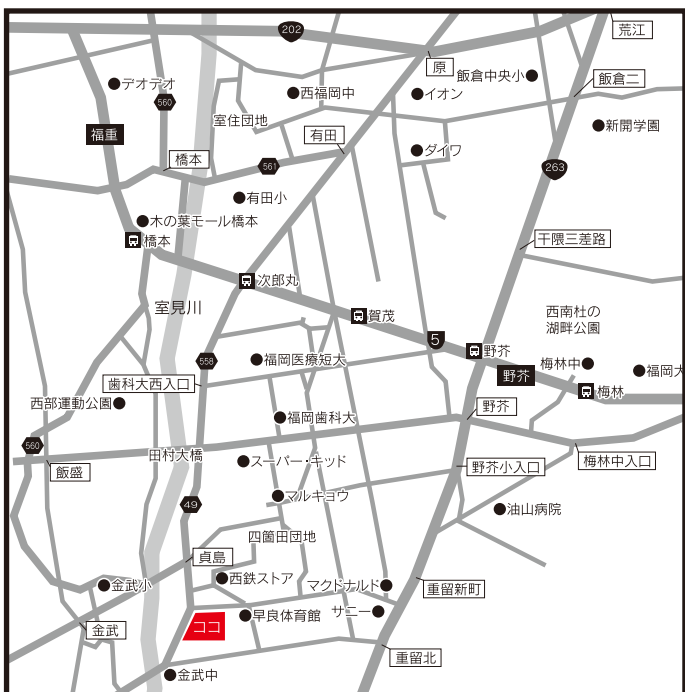 荒江
202
原
飯倉中央小
飯倉二
デオデオ
西福岡中
イオン
560
室住団地
新開学園
福重
有田
ダイワ
橋本
561
263
有田小
木の葉モール橋本
橋本
干隈三差路
次郎丸
室見川
賀茂
西南杜の
湖畔公園
5
野芥
558
福岡医療短大
梅林中
福岡大
歯科大西入口
野芥
梅林
西部運動公園
福岡歯科大
野芥
560
田村大橋
飯盛
スーパー・キッド
野芥小入口
梅林中入口
マルキョウ
49
油山病院
四箇田団地
貞島
西鉄ストア
金武小
マクドナルド
重留新町
早良体育館
サニー
金武
ココ
重留北
金武中